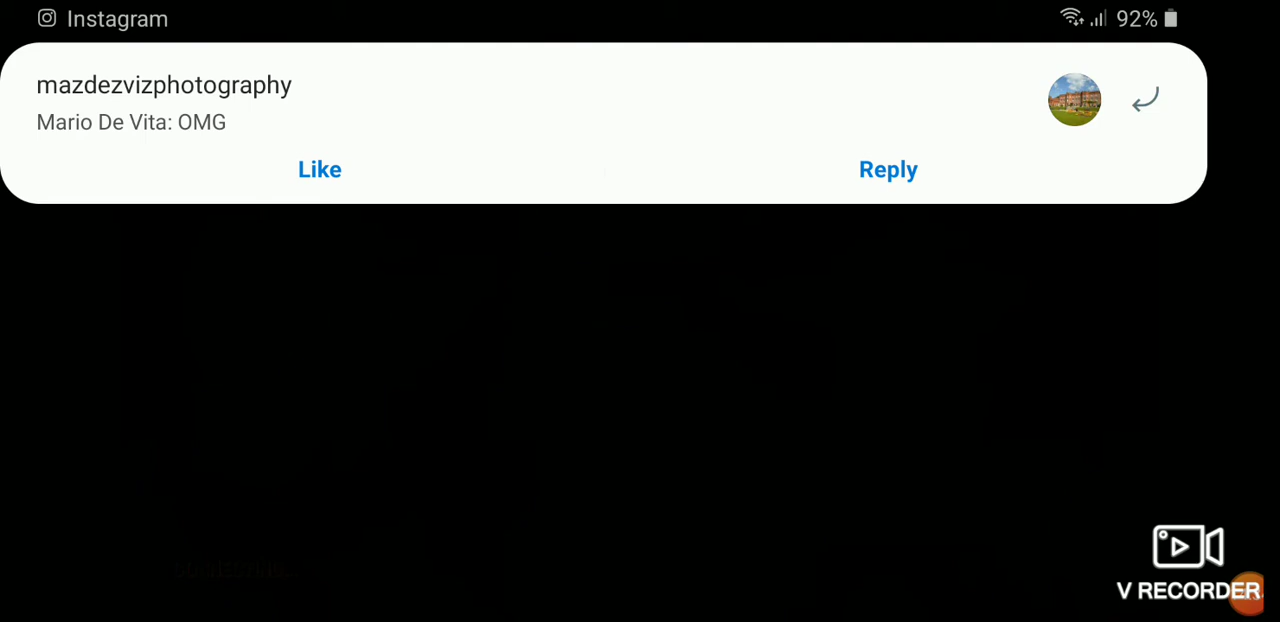 Instagram
92%
mazdezvizphotography
Mario De Vita: OMG
Like
Reply
V RECORDER